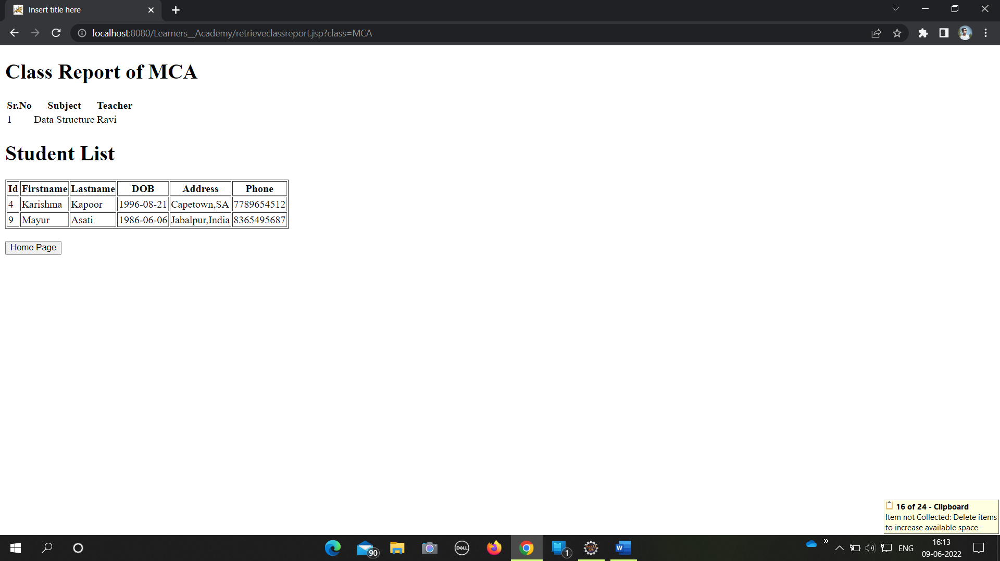 Insert title here
localhost:8080/Learners__Academy/retrieveclassreport.jsp?class=MCA
Class Report of MCA
Sr.No Subject Teacher
1 Data Structure Ravi
Student List
Id Firstname Lastname DOB Address Phone
4 Karishma Kapoor 1996-08-21 Capetown,SA 7789654512
9 Mayur Asati 1986-06-06 Jabalpur,India 8365495687
Home Page
16 of 24 - Clipboard
Item not Collected: Delete items
to increase available space
90
DELL
1
W
ENG
16:13
09-06-2022